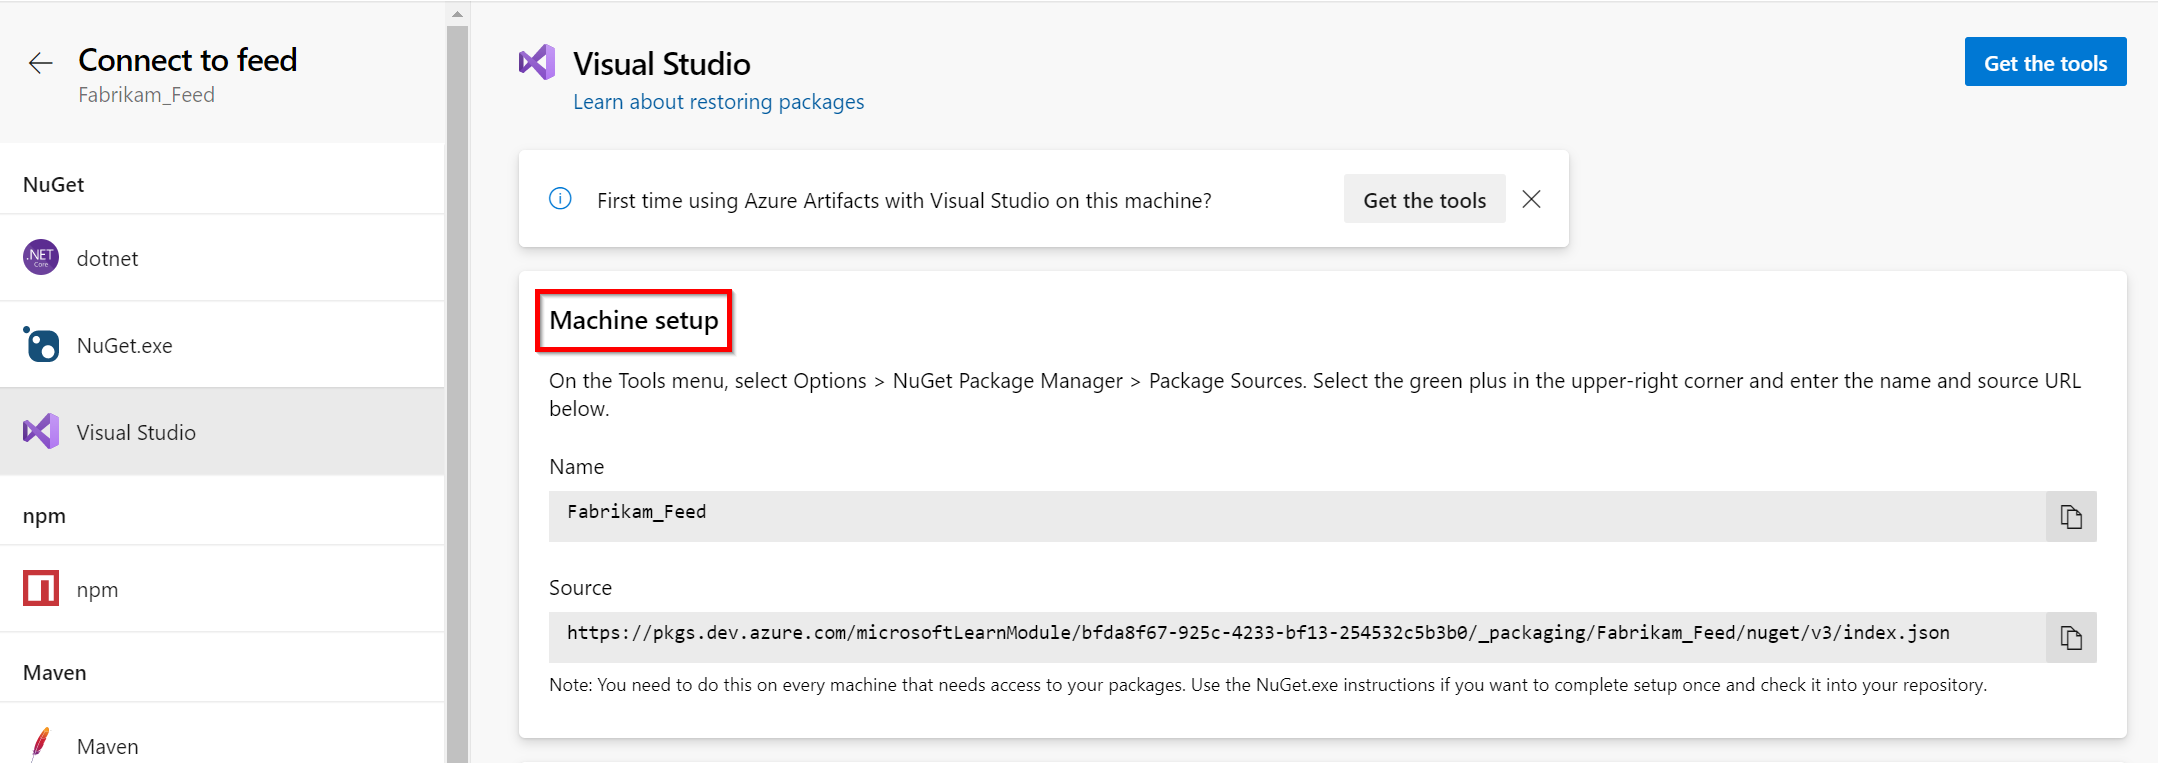 Connect to feed
Fabrikam_Feed
NuGet
.NET
Core
dotnet
NuGet.exe
Visual Studio
npm
npm
Maven
Maven
Visual Studio
Learn about restoring packages
Get the tools
First time using Azure Artifacts with Visual Studio on this machine?
Get the tools
Machine setup
On the Tools menu, select Options > NuGet Package Manager > Package Sources. Select the green plus in the upper-right corner and enter the name and source URL
below.
Name
Fabrikam_Feed
Source
https://pkgs.dev.azure.com/microsoftLearnModule/bfda8f67-925c-4233-bf13-254532c5b3b0/_packaging/Fabrikam_Feed/nuget/v3/index.json
Note: You need to do this on every machine that needs access to your packages. Use the NuGet.exe instructions if you want to complete setup once and check it into your repository.